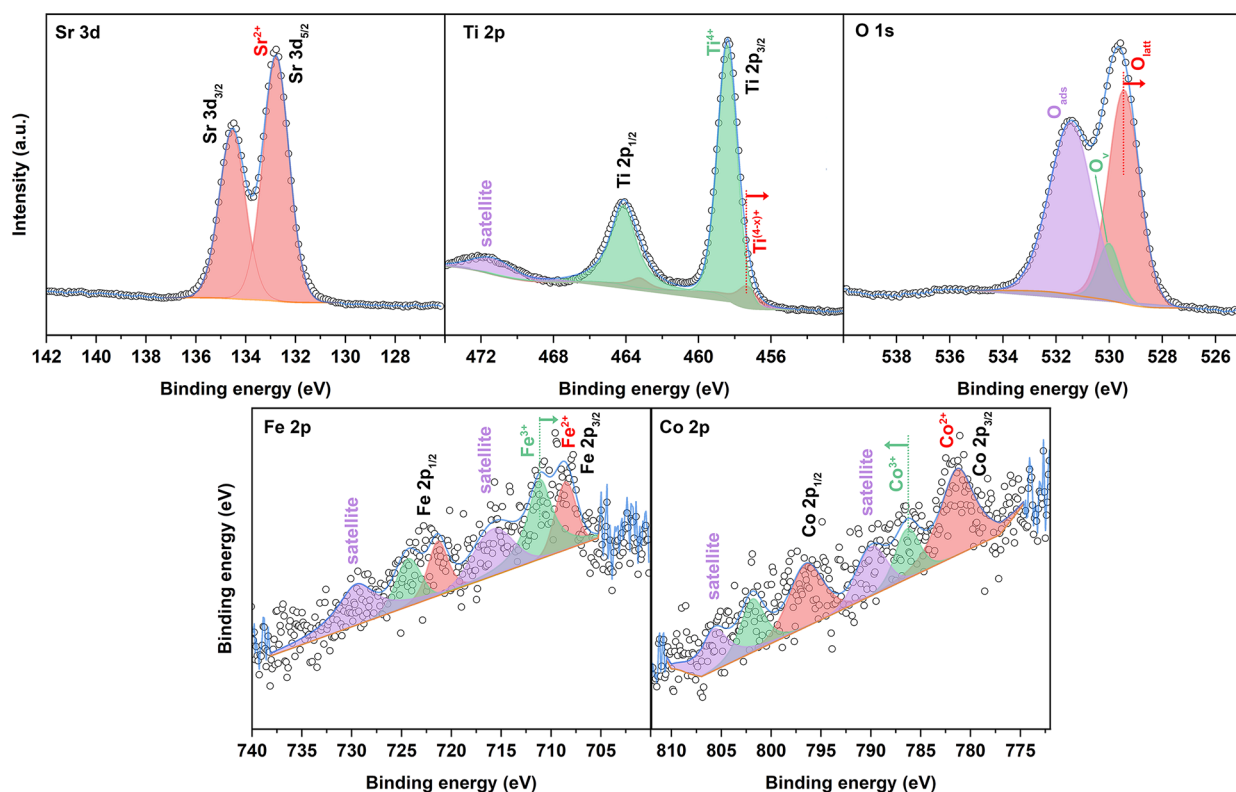 Sr 3d
Sr 3d3/2
Sr2+
Sr 3d5/2
Intensity (a.u.)
142 140 138 136 134 132 130 128
Binding energy (eV)
Ti 2p
satellite
Ti 2p1/2
Ti4+
Ti 2p3/2
Ti(4-x)+
472 468 464 460 456
Binding energy (eV)
O 1s
Oads
Ov
Olatt
538 536 534 532 530 528 526
Binding energy (eV)
Fe 2p
satellite
Fe 2p1/2
satellite
Fe3+
Fe2+
Fe 2p3/2
Binding energy (eV)
740 735 730 725 720 715 710 705
Binding energy (eV)
Co 2p
satellite
Co 2p1/2
satellite
Co3+
Co2+
Co 2p3/2
810 805 800 795 790 785 780 775
Binding energy (eV)